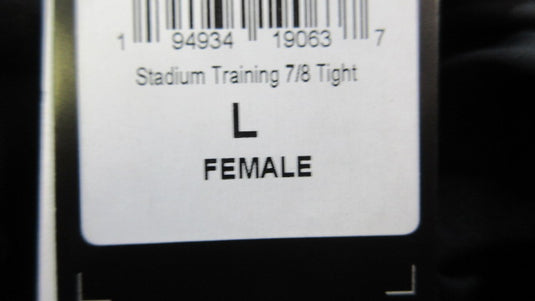 1 94934 19063 7
Stadium Training 7/8 Tight
L
FEMALE